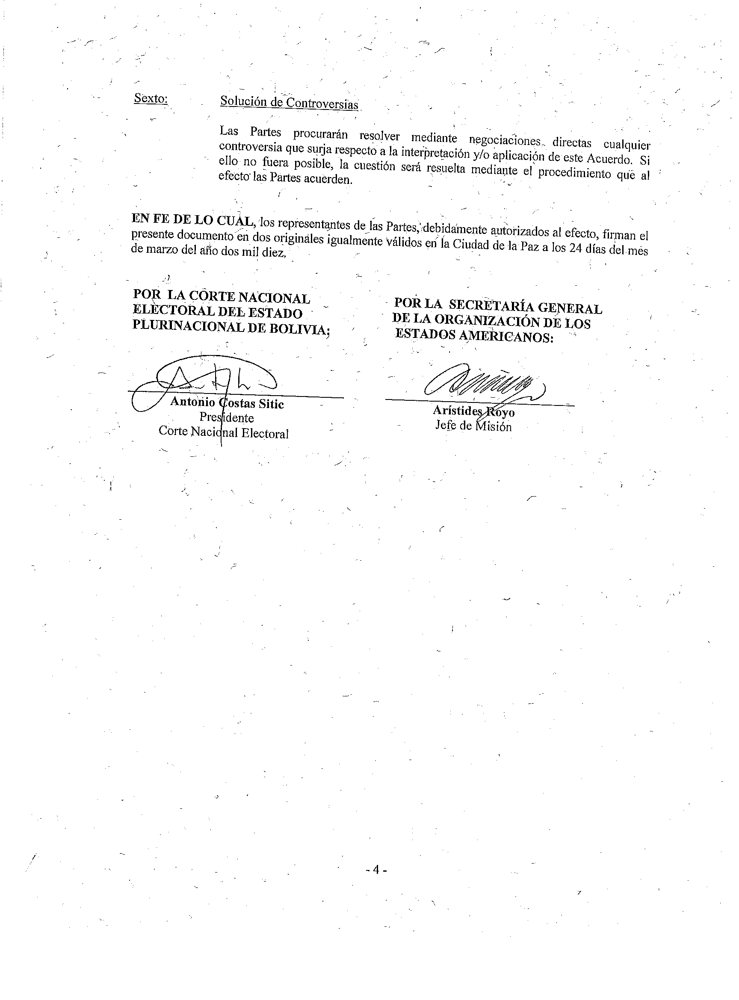 Sexto:
Solución de Controversias
Las Partes procurarán resolver mediante negociaciones directas cualquier
controversia que surja respecto a la interpretación y/o aplicación de este Acuerdo. Si
ello no fuera posible, la cuestión será resuelta mediante el procedimiento que al
efecto las Partes acuerden.
EN FE DE LO CUAL, los representantes de las Partes, debidamente autorizados al efecto, firman el
presente documento en dos originales igualmente válidos en la Ciudad de la Paz a los 24 días del mes
de marzo del año dos mil diez.
POR LA CORTE NACIONAL
ELECTORAL DEL ESTADO
PLURINACIONAL DE BOLIVIA;
Antonio Costas Sitic
Presidente
Corte Nacional Electoral
POR LA SECRETARÍA GENERAL
DE LA ORGANIZACIÓN DE LOS
ESTADOS AMERICANOS:
Arístides Royo
Jefe de Misión
- 4 -